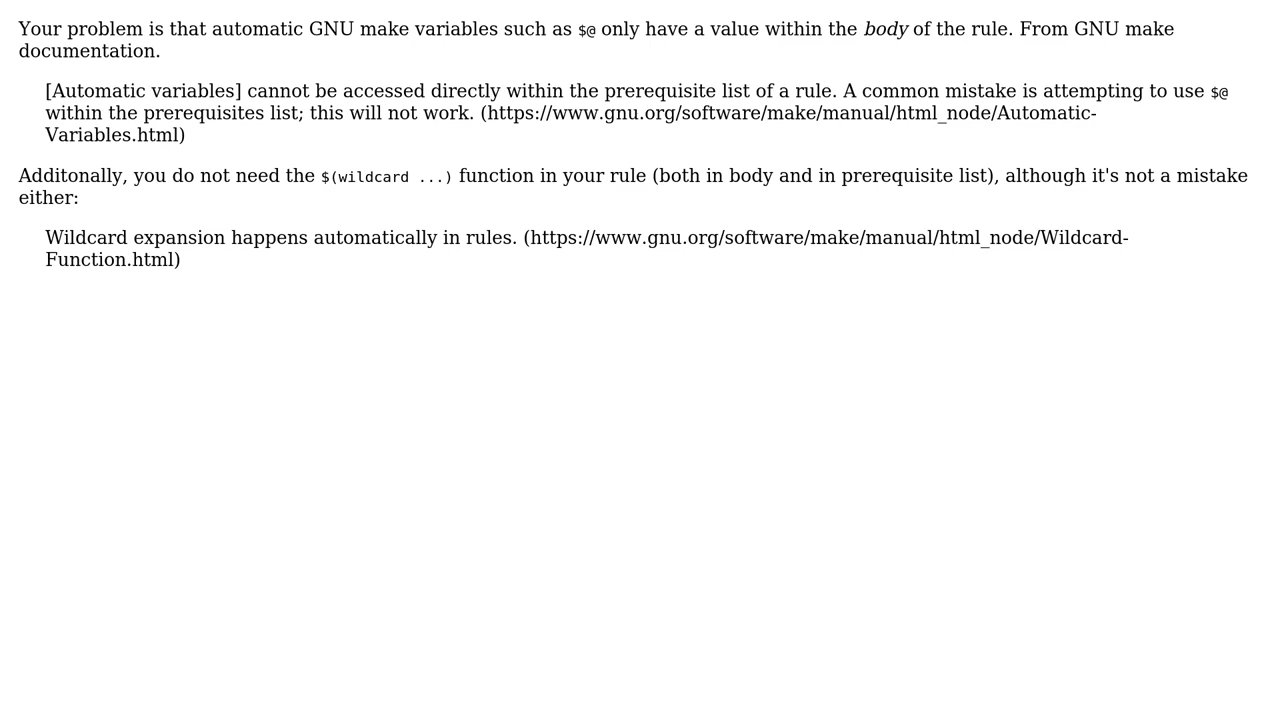 Your problem is that automatic GNU make variables such as $@ only have a value within the body of the rule. From GNU make
documentation.
[Automatic variables] cannot be accessed directly within the prerequisite list of a rule. A common mistake is attempting to use $@
within the prerequisites list; this will not work. (https://www.gnu.org/software/make/manual/html_node/Automatic-
Variables.html)
Additonally, you do not need the $(wildcard ...) function in your rule (both in body and in prerequisite list), although it's not a mistake
either:
Wildcard expansion happens automatically in rules. (https://www.gnu.org/software/make/manual/html_node/Wildcard-
Function.html)